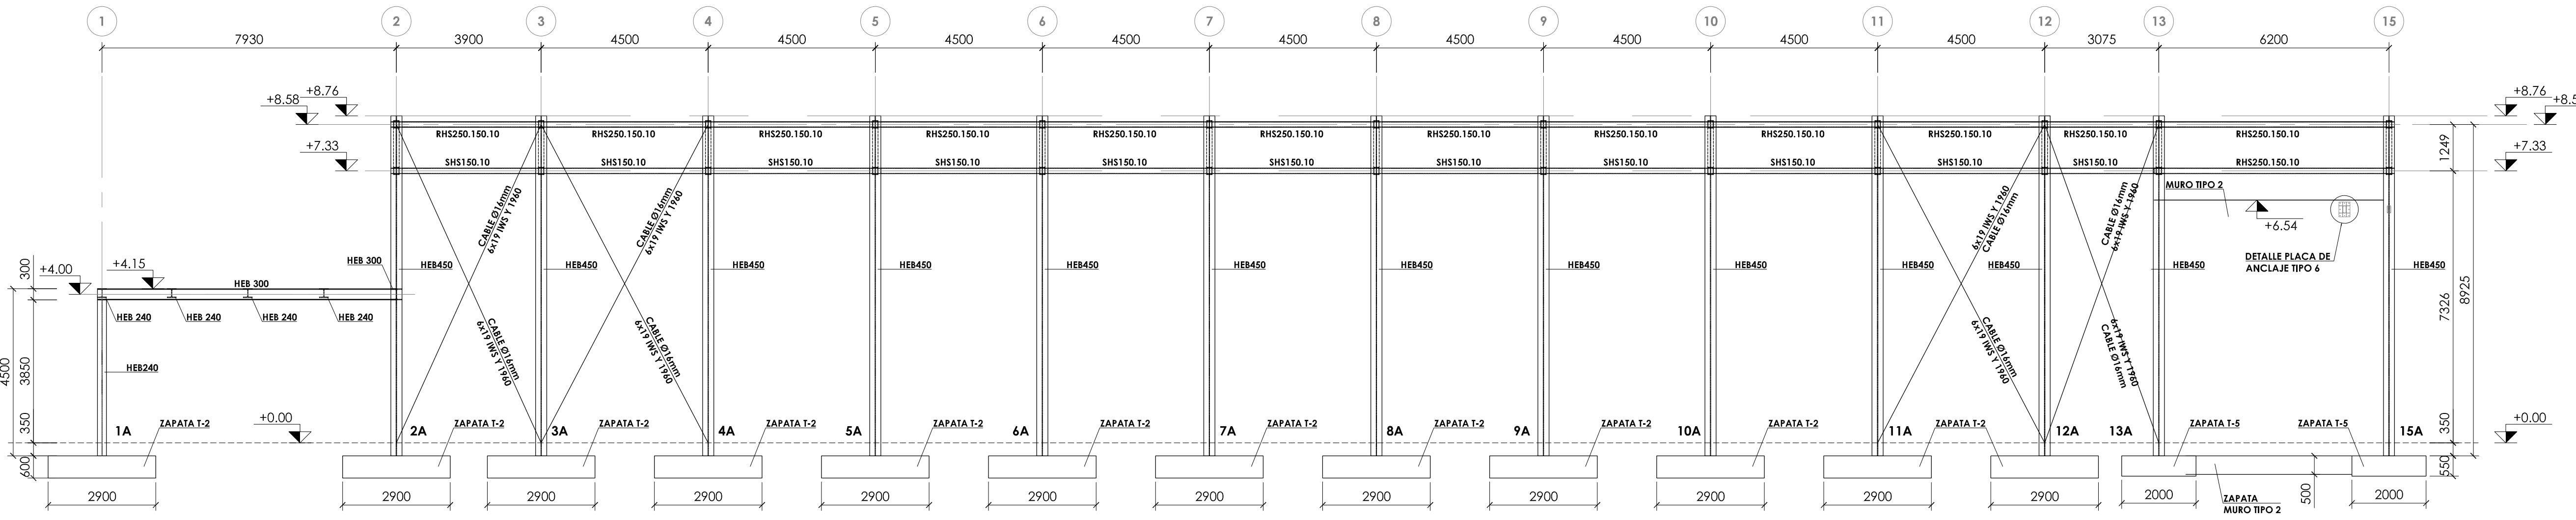 1 2 3 4 5 6 7 8 9 10 11 12 13 15
7930 3900 4500 4500 4500 4500 4500 4500 4500 4500 4500 3075 6200
+8.76 +8.76
+8.58
+7.33 +7.33
RHS250.150.10 RHS250.150.10 RHS250.150.10 RHS250.150.10 RHS250.150.10 RHS250.150.10 RHS250.150.10 RHS250.150.10 RHS250.150.10 RHS250.150.10 RHS250.150.10 RHS250.150.10
SHS150.10 SHS150.10 SHS150.10 SHS150.10 SHS150.10 SHS150.10 SHS150.10 SHS150.10 SHS150.10 SHS150.10 SHS150.10 RHS250.150.10
1249
CABLE Ø16mm
6x19 IWS Y 1960
CABLE Ø16mm
6x19 IWS Y 1960
6x19 IWS Y 1960
CABLE Ø16mm
CABLE Ø16mm
6x19 IWS Y 1960
MURO TIPO 2
+6.54
DETALLE PLACA DE
ANCLAJE TIPO 6
HEB 300
HEB450 HEB450 HEB450 HEB450 HEB450 HEB450 HEB450 HEB450 HEB450 HEB450 HEB450 HEB450 HEB450
300
+4.00
+4.15
HEB 300
HEB 240 HEB 240 HEB 240 HEB 240
7326
8925
CABLE Ø16mm
6x19 IWS Y 1960
CABLE Ø16mm
6x19 IWS Y 1960
CABLE Ø16mm
6x19 IWS Y 1960
6x19 IWS Y 1960
CABLE Ø16mm
4500
3850
HEB240
350
+0.00 +0.00
350
ZAPATA T-2 ZAPATA T-2 ZAPATA T-2 ZAPATA T-2 ZAPATA T-2 ZAPATA T-2 ZAPATA T-2 ZAPATA T-2 ZAPATA T-2 ZAPATA T-2 ZAPATA T-2 ZAPATA T-5 ZAPATA T-5
1A 2A 3A 4A 5A 6A 7A 8A 9A 10A 11A 12A 13A 15A
600
550
500
2900 2900 2900 2900 2900 2900 2900 2900 2900 2900 2900 2900 2000 2000
ZAPATA
MURO TIPO 2